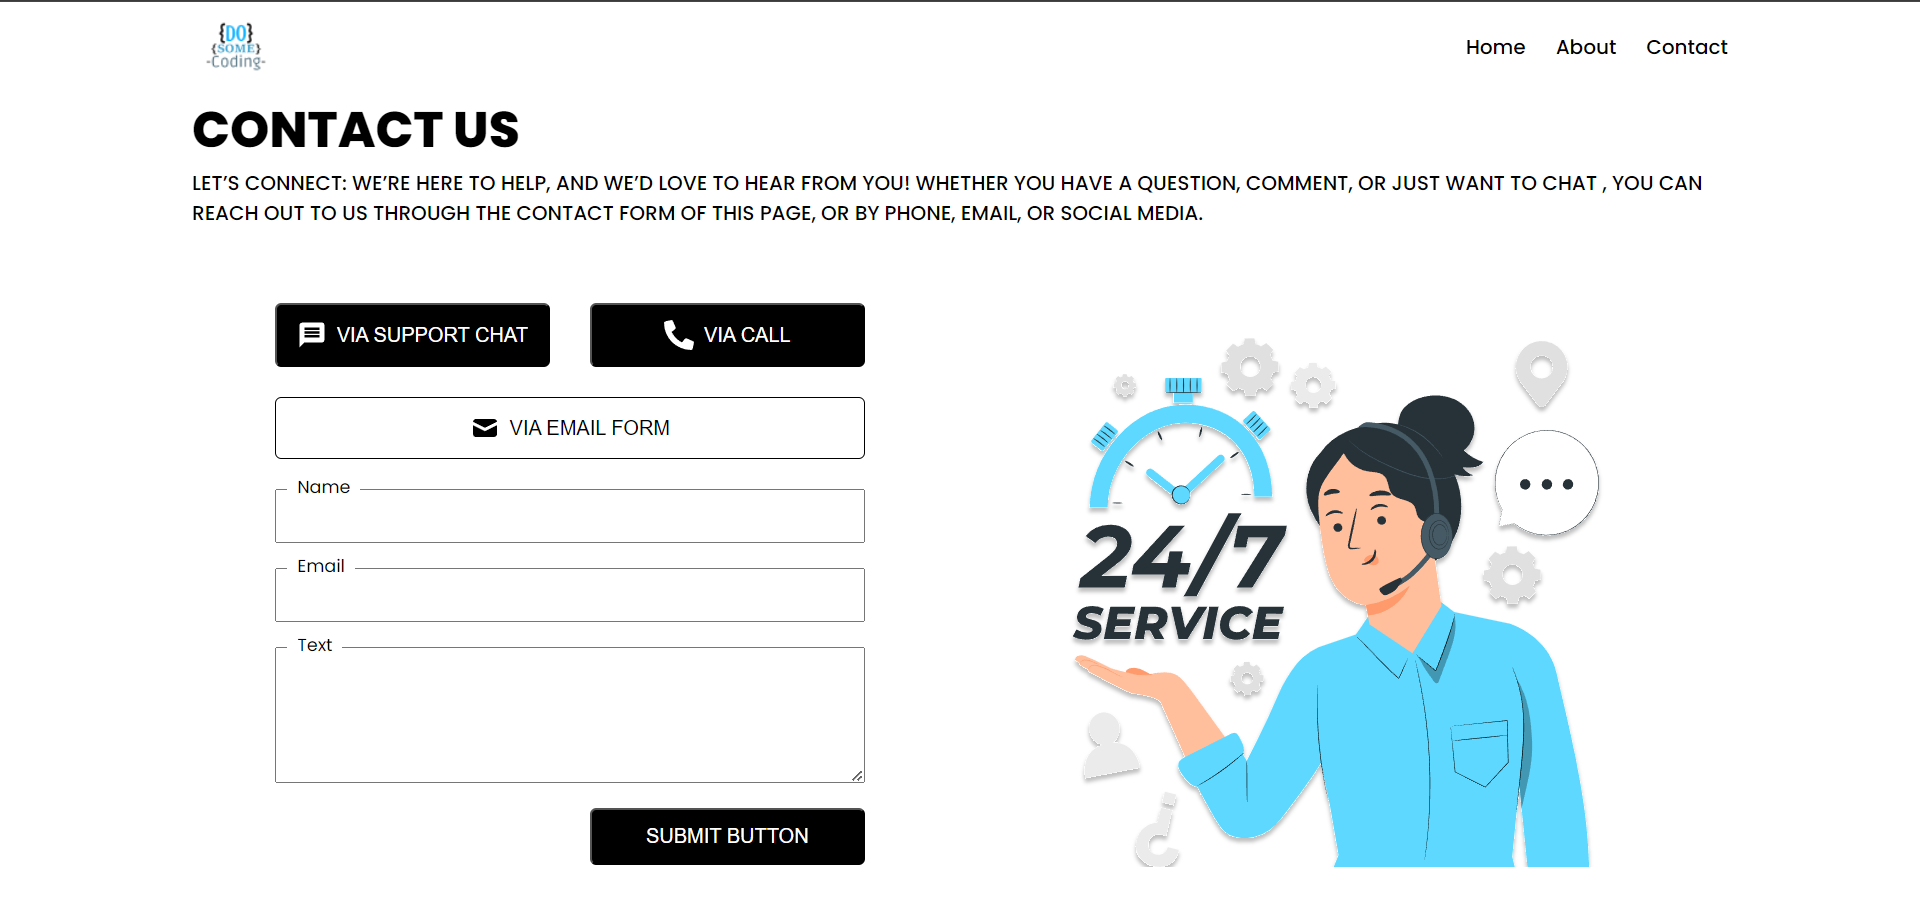 {DO}
{SOME}
-Coding-
Home About Contact
CONTACT US
LET’S CONNECT: WE’RE HERE TO HELP, AND WE’D LOVE TO HEAR FROM YOU! WHETHER YOU HAVE A QUESTION, COMMENT, OR JUST WANT TO CHAT , YOU CAN
REACH OUT TO US THROUGH THE CONTACT FORM OF THIS PAGE, OR BY PHONE, EMAIL, OR SOCIAL MEDIA.
VIA SUPPORT CHAT
VIA CALL
VIA EMAIL FORM
Name
Email
Text
SUBMIT BUTTON
24/7
SERVICE